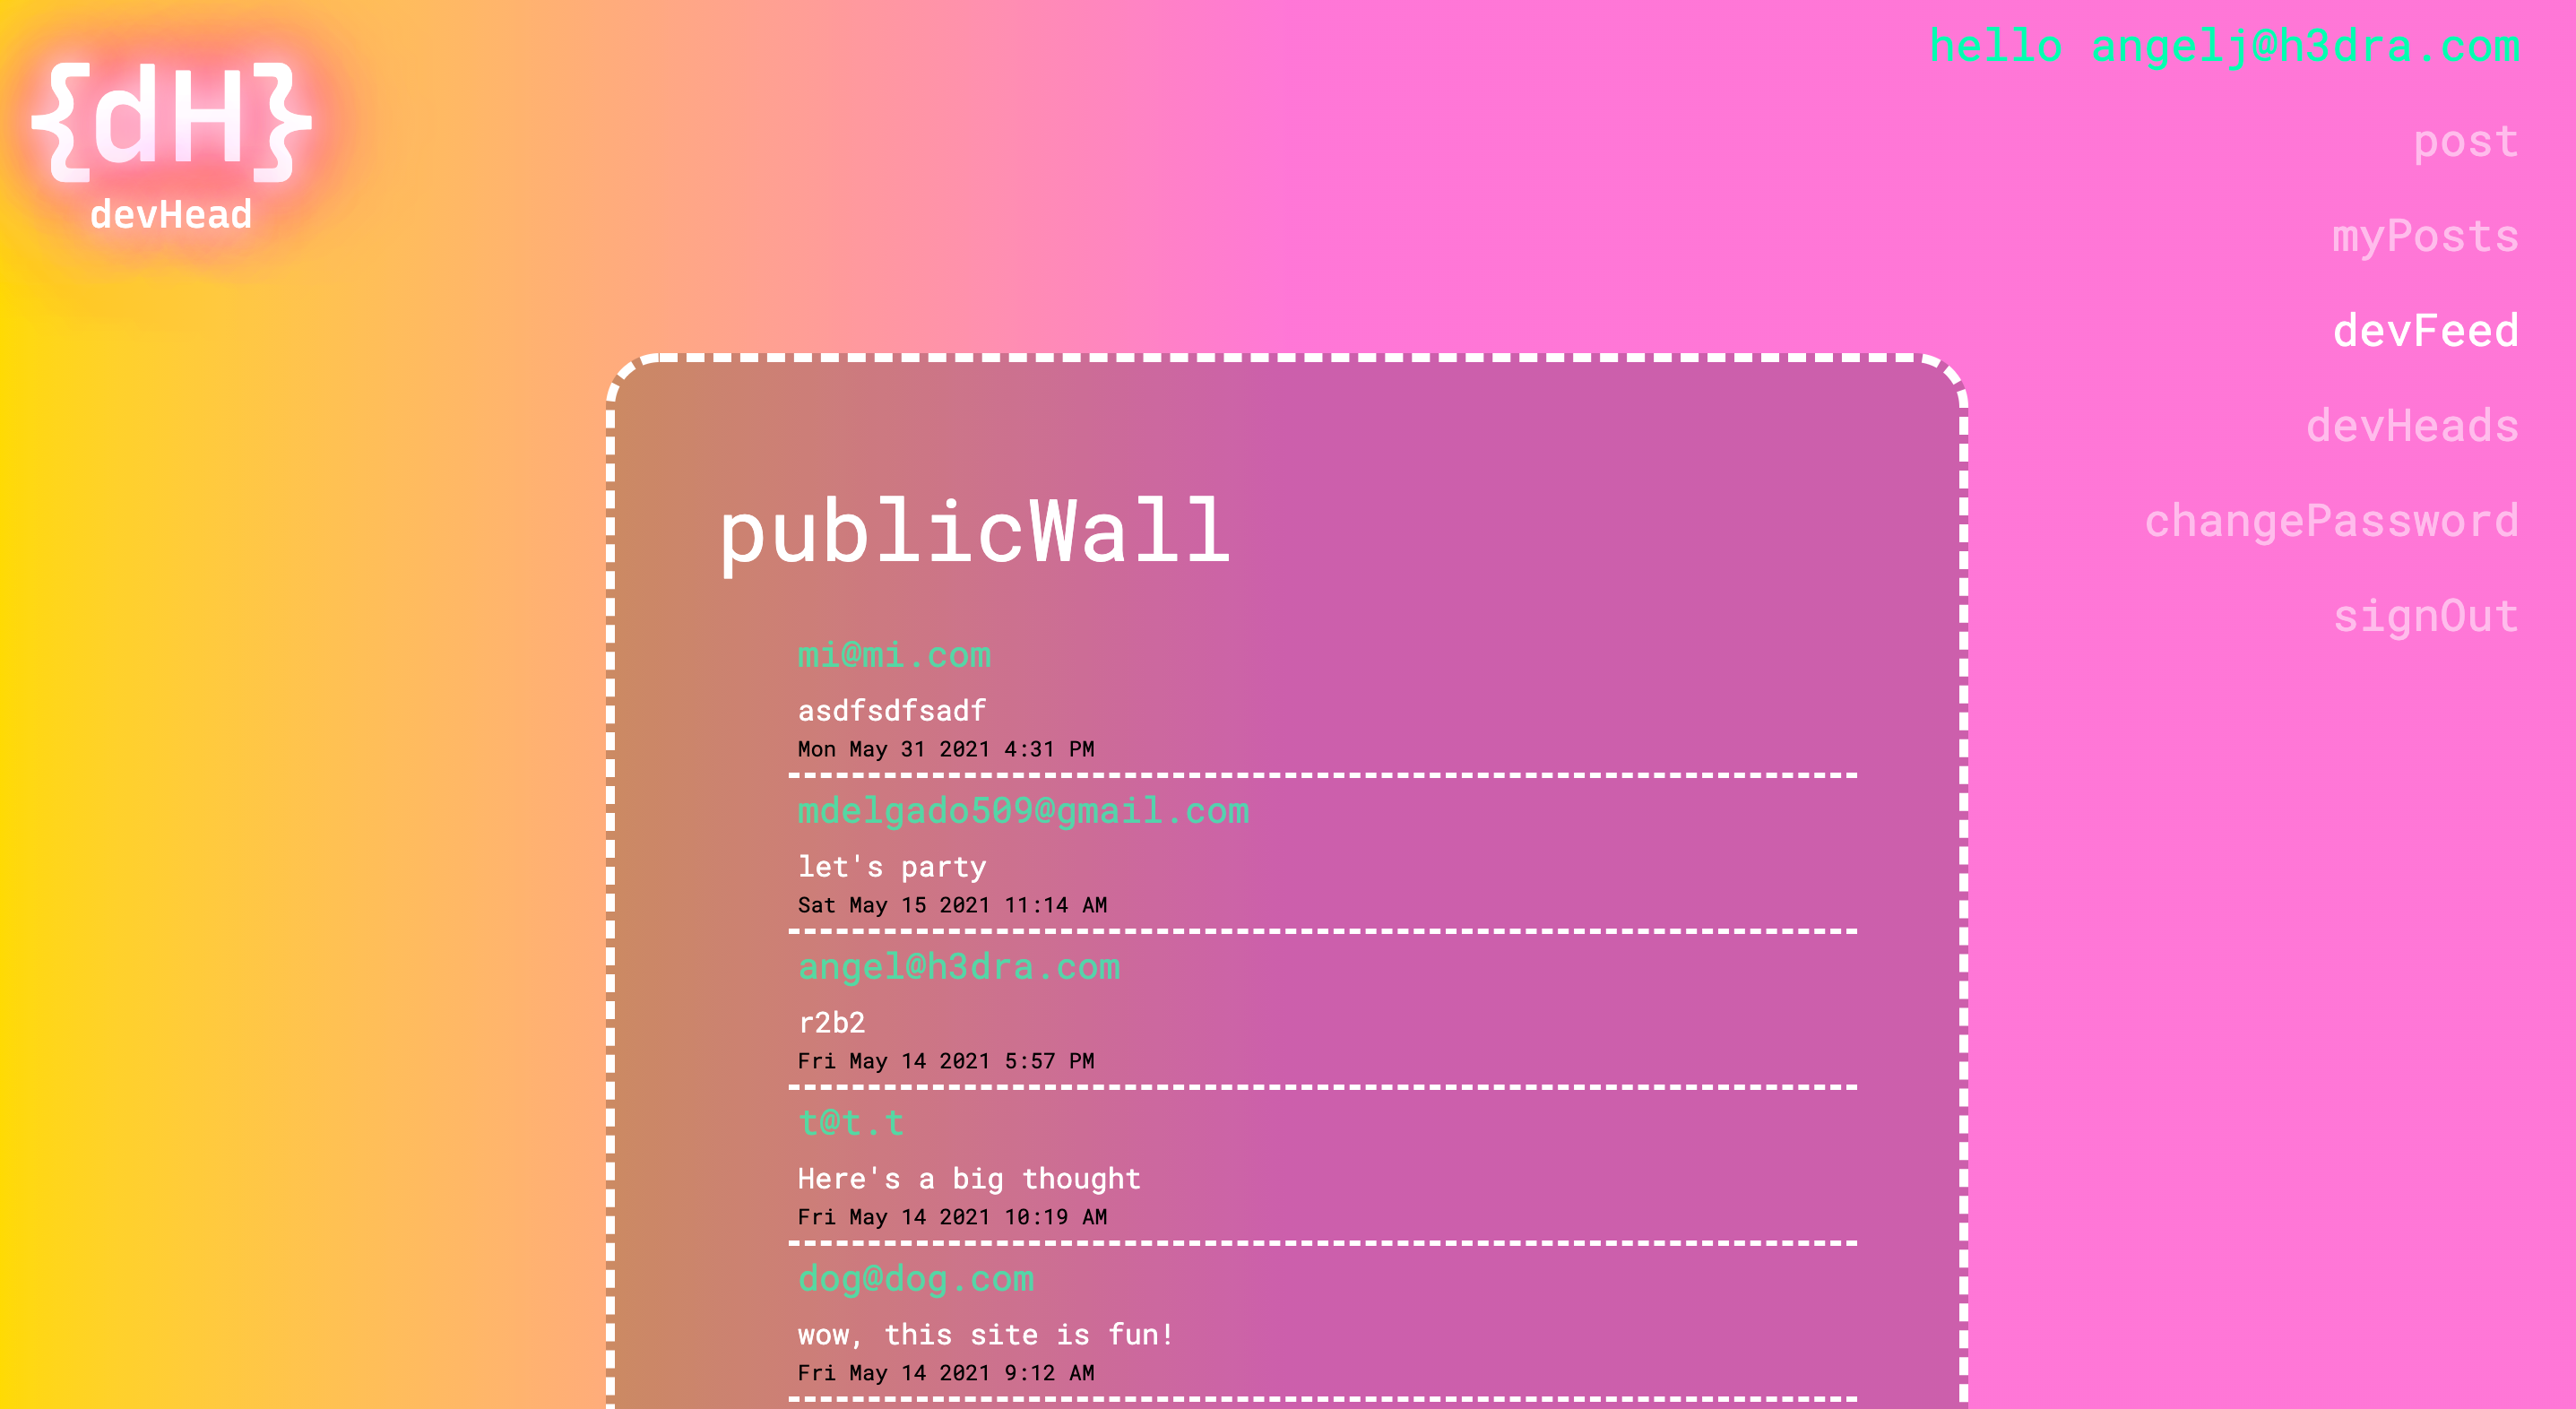 {dH}
devHead
hello angelj@h3dra.com
post
myPosts
devFeed
devHeads
changePassword
signOut
publicWall
mi@mi.com
asdfsdfsadf
Mon May 31 2021 4:31 PM
mdelgado509@gmail.com
let's party
Sat May 15 2021 11:14 AM
angel@h3dra.com
r2b2
Fri May 14 2021 5:57 PM
t@t.t
Here's a big thought
Fri May 14 2021 10:19 AM
dog@dog.com
wow, this site is fun!
Fri May 14 2021 9:12 AM